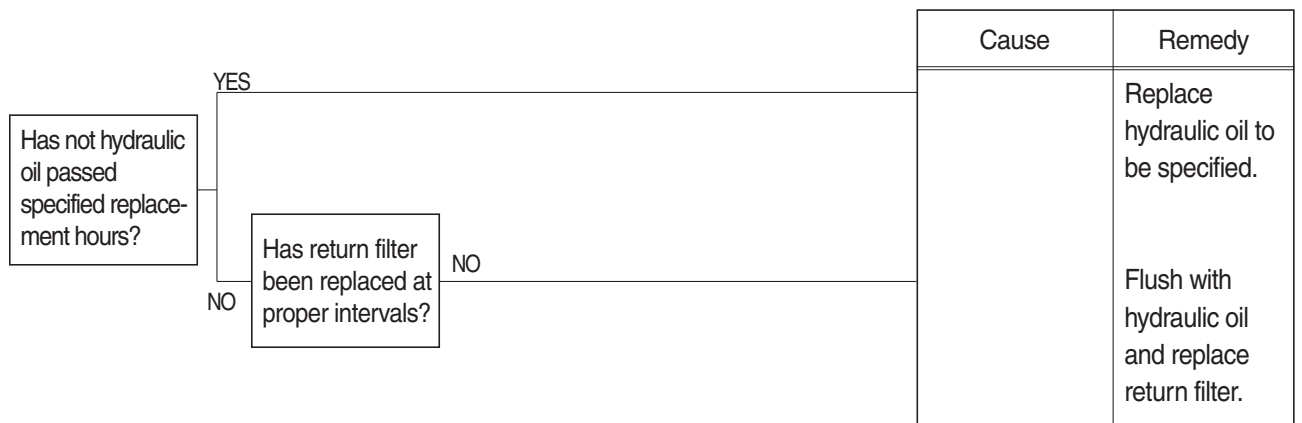 Cause
Remedy
YES
Replace
hydraulic oil to
be specified.
Has not hydraulic
oil passed
specified replace-
ment hours?
Has return filter
been replaced at
proper intervals?
NO
NO
Flush with
hydraulic oil
and replace
return filter.